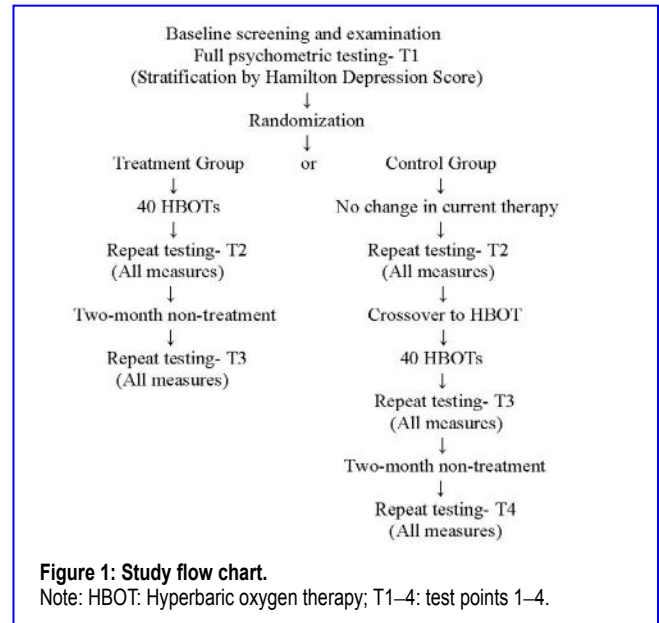 Baseline screening and examination
Full psychometric testing- T1
(Stratification by Hamilton Depression Score)
↓
Randomization
↓
Treatment Group or Control Group
↓ ↓
40 HBOTs No change in current therapy
↓ ↓
Repeat testing- T2 Repeat testing- T2
(All measures) (All measures)
↓ ↓
Two-month non-treatment Crossover to HBOT
↓ ↓
Repeat testing- T3 40 HBOTs
(All measures) ↓
Repeat testing- T3
(All measures)
↓
Two-month non-treatment
↓
Repeat testing- T4
(All measures)
Figure 1: Study flow chart.
Note: HBOT: Hyperbaric oxygen therapy; T1–4: test points 1–4.